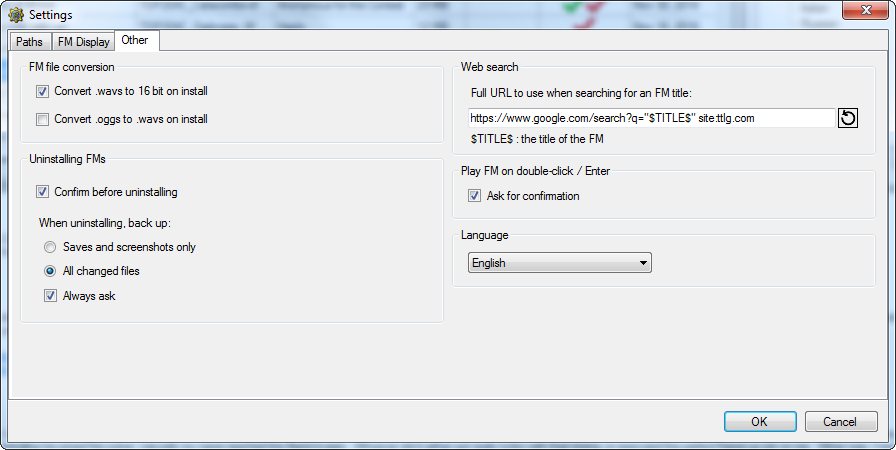 Settings
Paths
FM Display
Other
FM file conversion
Convert .wavs to 16 bit on install
Convert .oggs to .wavs on install
Uninstalling FMs
Confirm before uninstalling
When uninstalling, back up:
Saves and screenshots only
All changed files
Always ask
Web search
Full URL to use when searching for an FM title:
https://www.google.com/search?q="$TITLE$" site:ttlg.com
$TITLE$ : the title of the FM
Play FM on double-click / Enter
Ask for confirmation
Language
English
OK
Cancel